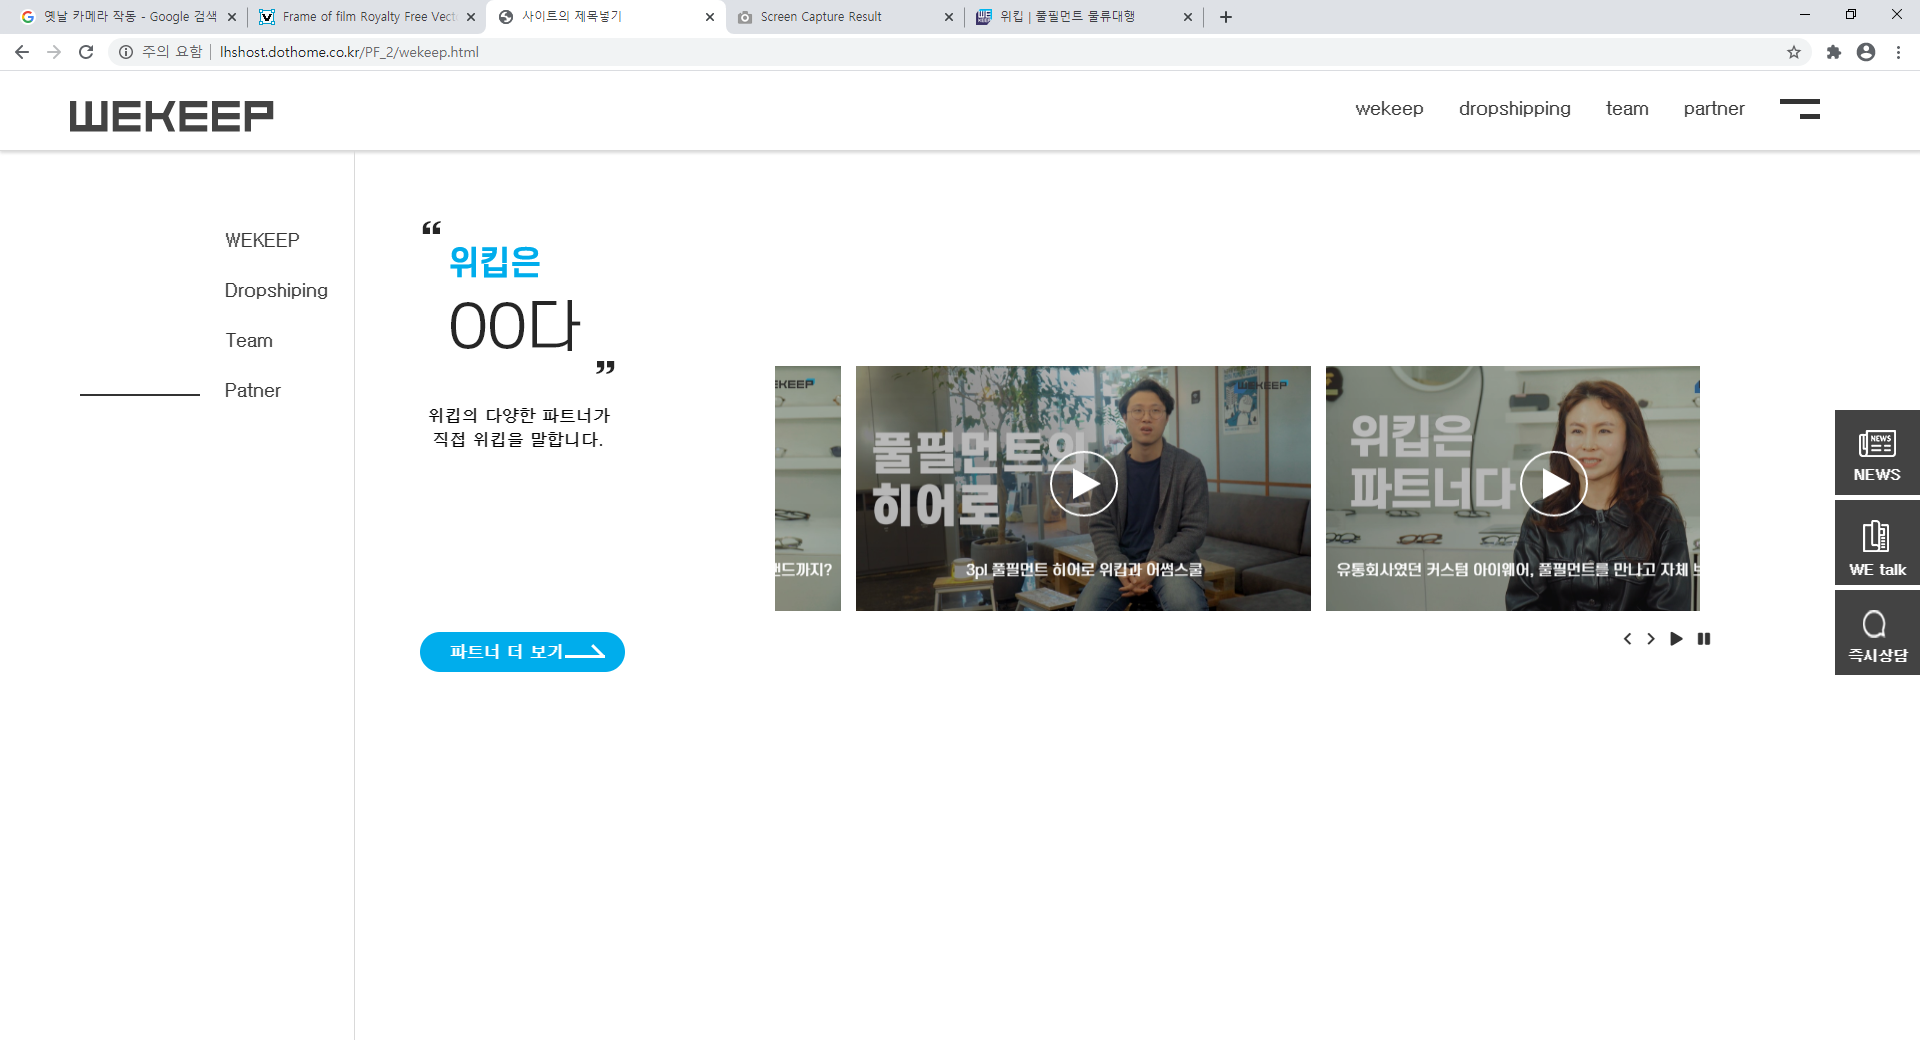 옛날 카메라 작동 - Google 검색
Frame of film Royalty Free Vect
사이트의 제목넣기
Screen Capture Result
위킵 | 풀필먼트 물류대행
주의 요함
lhshost.dothome.co.kr/PF_2/wekeep.html
WEKEEP
wekeep
dropshipping
team
partner
WEKEEP
Dropshiping
Team
Patner
“
위킵은
00다
”
위킵의 다양한 파트너가
직접 위킵을 말합니다.
파트너 더 보기
WEKEEP
랜드까지?
WEKEEP
풀필먼트의
히어로
3pl 풀필먼트 히어로 위킵과 어썸스쿨
위킵은
파트너다
유통회사였던 커스텀 아이웨어, 풀필먼트를 만나고 자체 브
NEWS
NEWS
WE talk
즉시상담